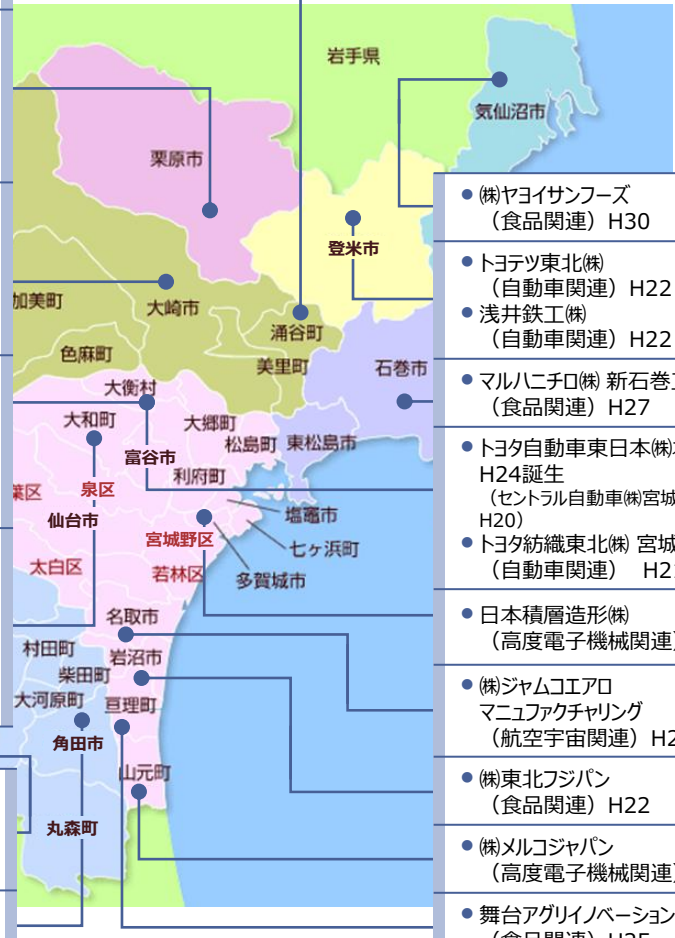 岩手県
気仙沼市
栗原市
登米市
加美町
大崎市
涌谷町
色麻町
美里町
石巻市
大衡村
大和町
大郷町
松島町
東松島市
富谷市
利府町
葉区
泉区
仙台市
塩竈市
宮城野区
七ヶ浜町
太白区
若林区
多賀城市
名取市
村田町
岩沼市
柴田町
大河原町
亘理町
角田市
山元町
丸森町
●㈱ヤヨイサンフーズ
（食品関連）H30
●トヨテツ東北㈱
（自動車関連）H22
●浅井鉄工㈱
（自動車関連）H22
●マルハニチロ㈱ 新石巻
（食品関連）H27
●トヨタ自動車東日本㈱
H24誕生
（セントラル自動車㈱宮城
H20）
●トヨタ紡織東北㈱ 宮城
（自動車関連） H2
●日本積層造形㈱
（高度電子機械関連）
●㈱ジャムコエアロ
マニュファクチャリング
（航空宇宙関連）H2
●㈱東北フジパン
（食品関連）H22
●㈱メルコジャパン
（高度電子機械関連）
●舞台アグリイノベーション